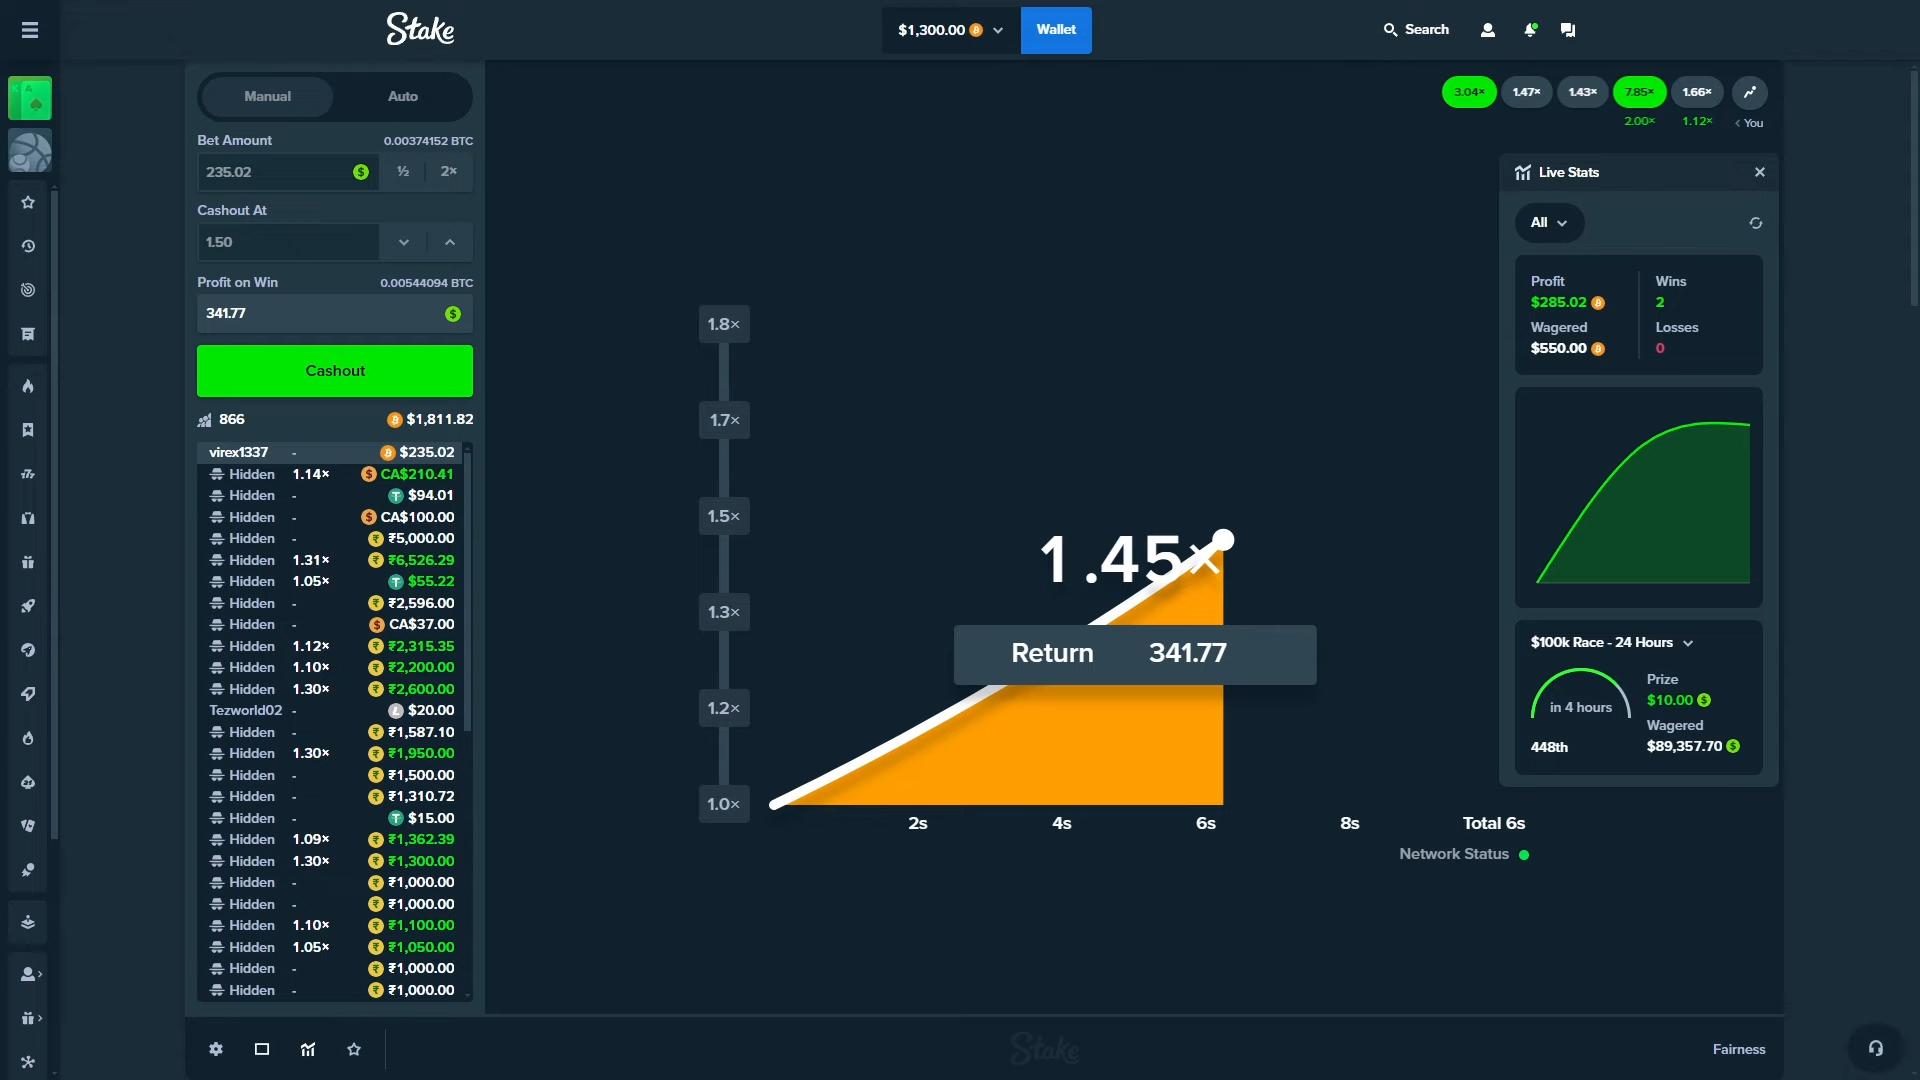 Stake
$1,300.00
Wallet
Search
Manual
Auto
Bet Amount
0.00374152 BTC
235.02
½
2×
Cashout At
1.50
Profit on Win
0.00544094 BTC
341.77
Cashout
866
$1,811.82
virex1337 - $235.02
Hidden 1.14× CA$210.41
Hidden - $94.01
Hidden - CA$100.00
Hidden - ₹5,000.00
Hidden 1.31× ₹6,526.29
Hidden 1.05× $55.22
Hidden - ₹2,596.00
Hidden - CA$37.00
Hidden 1.12× ₹2,315.35
Hidden 1.10× ₹2,200.00
Hidden 1.30× ₹2,600.00
Tezworld02 - $20.00
Hidden - ₹1,587.10
Hidden 1.30× ₹1,950.00
Hidden - ₹1,500.00
Hidden - ₹1,310.72
Hidden - $15.00
Hidden 1.09× ₹1,362.39
Hidden 1.30× ₹1,300.00
Hidden - ₹1,000.00
Hidden - ₹1,000.00
Hidden 1.10× ₹1,100.00
Hidden 1.05× ₹1,050.00
Hidden - ₹1,000.00
Hidden - ₹1,000.00
3.04× 1.47× 1.43× 7.85× 1.66×
2.00× 1.12× < You
1.8×
1.7×
1.5×
1.3×
1.2×
1.0×
1.45×
Return 341.77
2s 4s 6s 8s Total 6s
Network Status
Live Stats
All
Profit
$285.02
Wins
2
Wagered
$550.00
Losses
0
$100k Race - 24 Hours
in 4 hours
448th
Prize
$10.00
Wagered
$89,357.70
Stake
Fairness